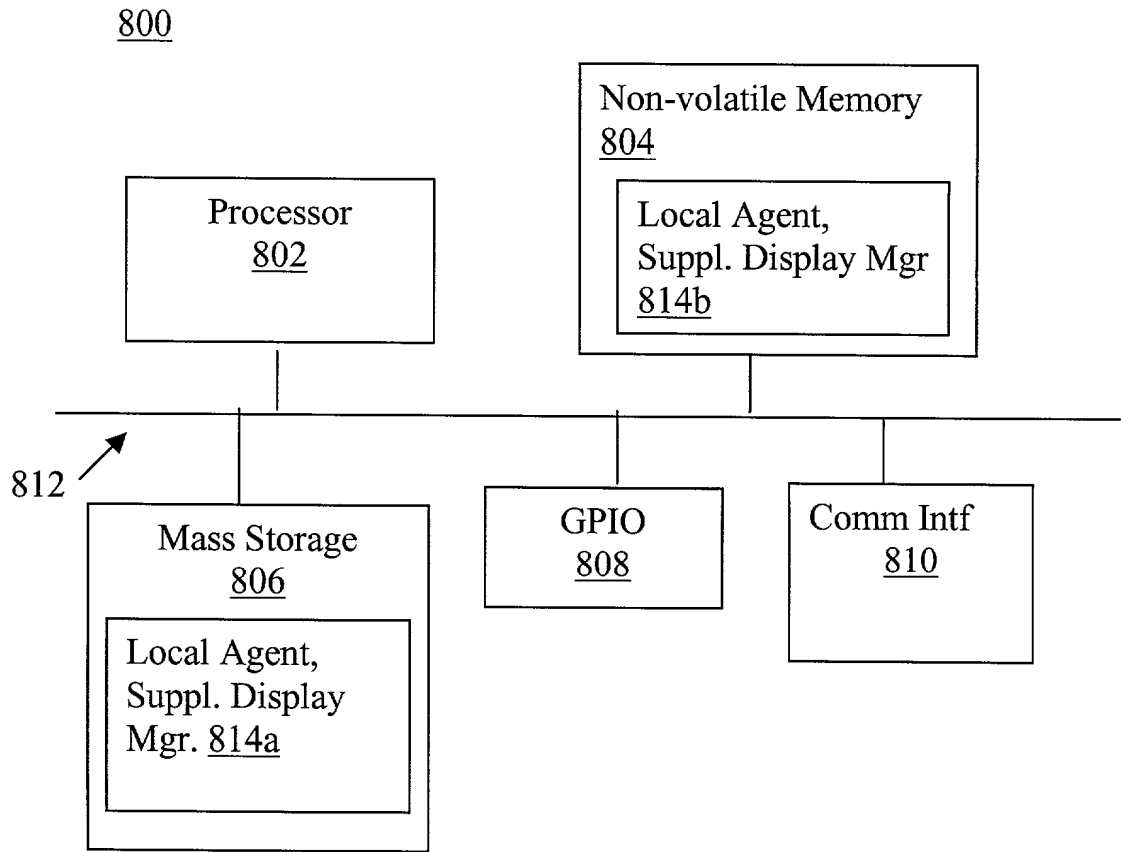 800
Non-volatile Memory
804
Local Agent,
Suppl. Display Mgr
814b
Processor
802
812
Mass Storage
806
Local Agent,
Suppl. Display
Mgr. 814a
GPIO
808
Comm Intf
810